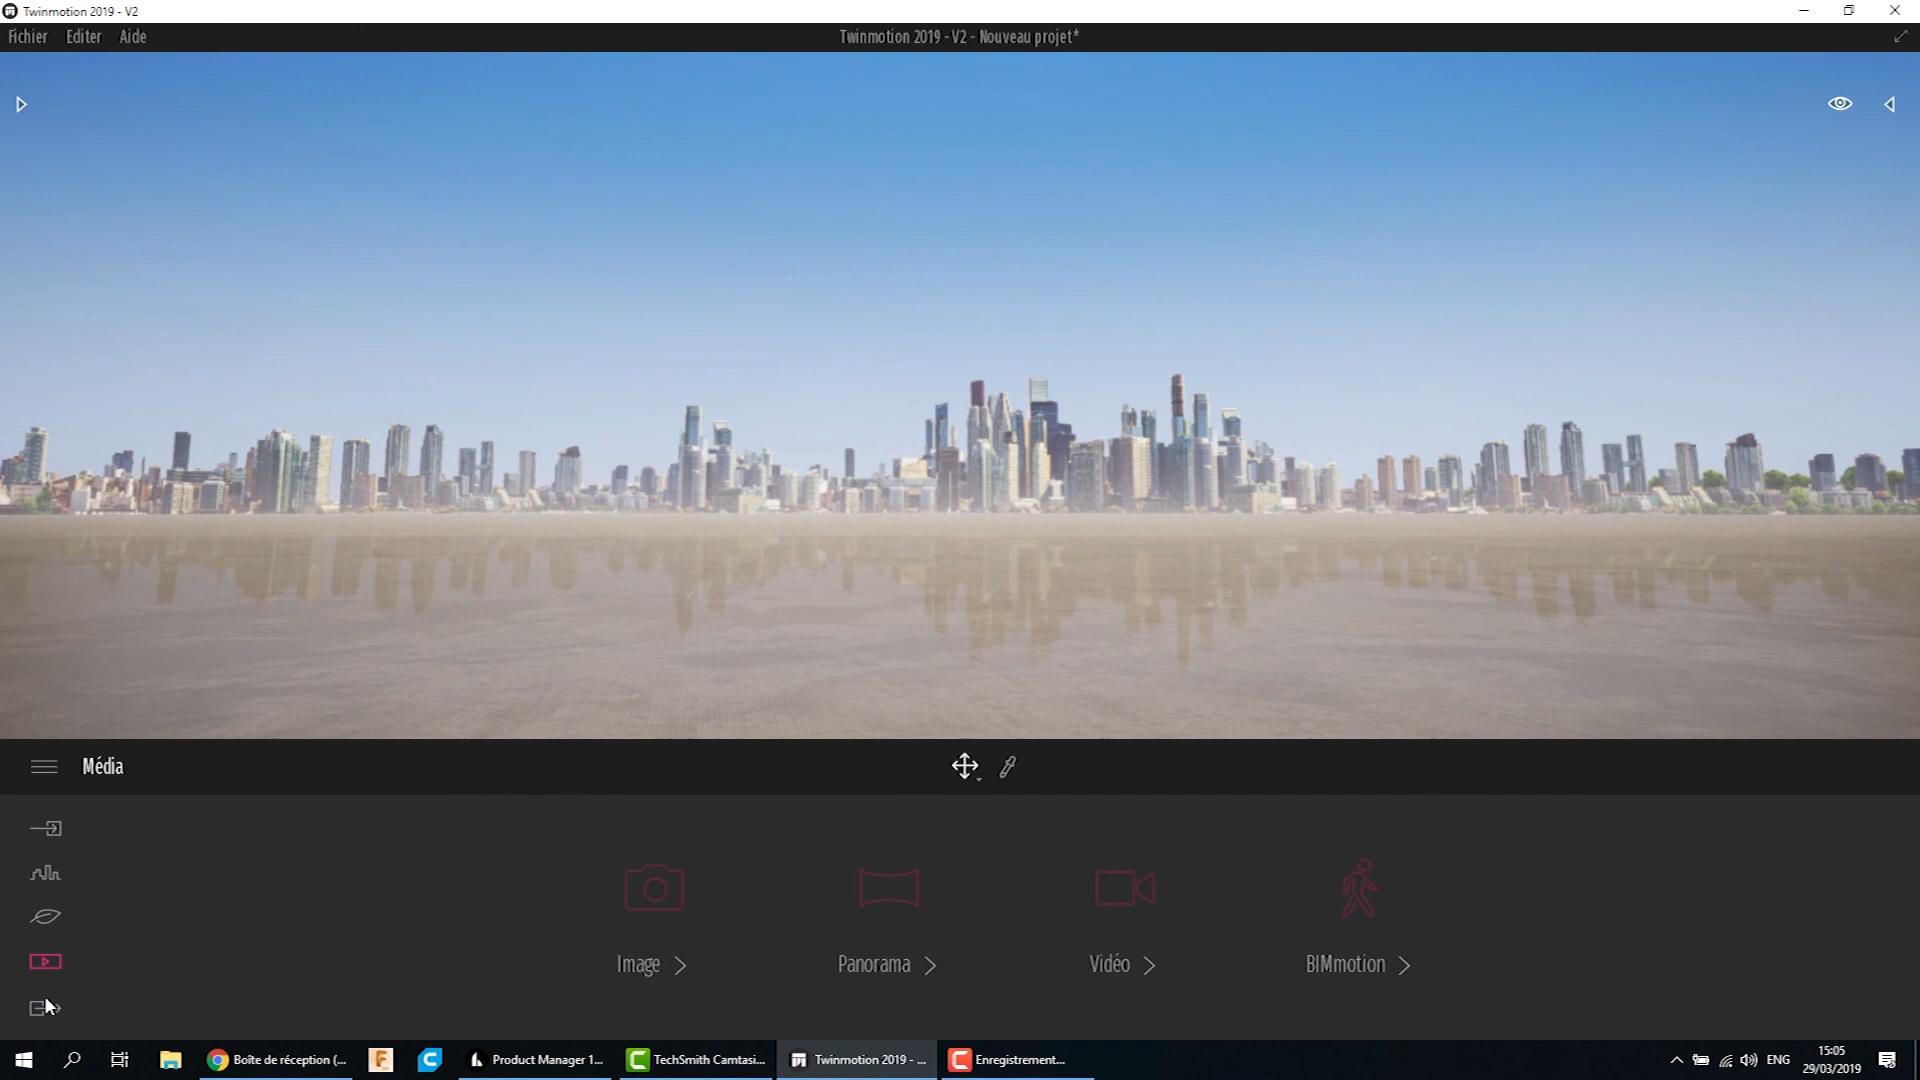 Twinmotion 2019 - V2
Fichier Editer Aide
Twinmotion 2019 - V2 - Nouveau projet*
Média
Image
Panorama
Vidéo
BIMmotion
Boîte de réception (...
Product Manager 1...
TechSmith Camtasi...
Twinmotion 2019 - ...
Enregistrement...
ENG
15:05
29/03/2019